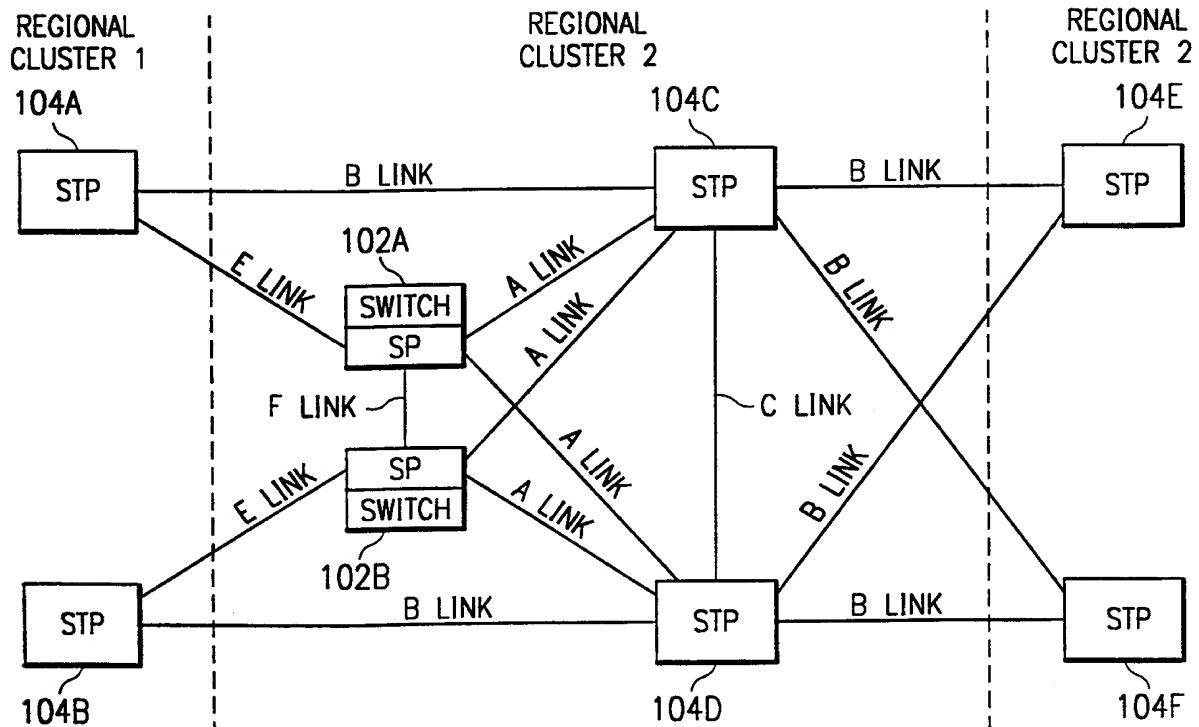 REGIONAL
CLUSTER 1
REGIONAL
CLUSTER 2
REGIONAL
CLUSTER 2
104A
104C
104E
STP
B LINK
STP
B LINK
STP
102A
E LINK
A LINK
B LINK
SWITCH
SP
A LINK
F LINK
C LINK
SP
SWITCH
A LINK
E LINK
A LINK
B LINK
102B
STP
B LINK
STP
B LINK
STP
104B
104D
104F